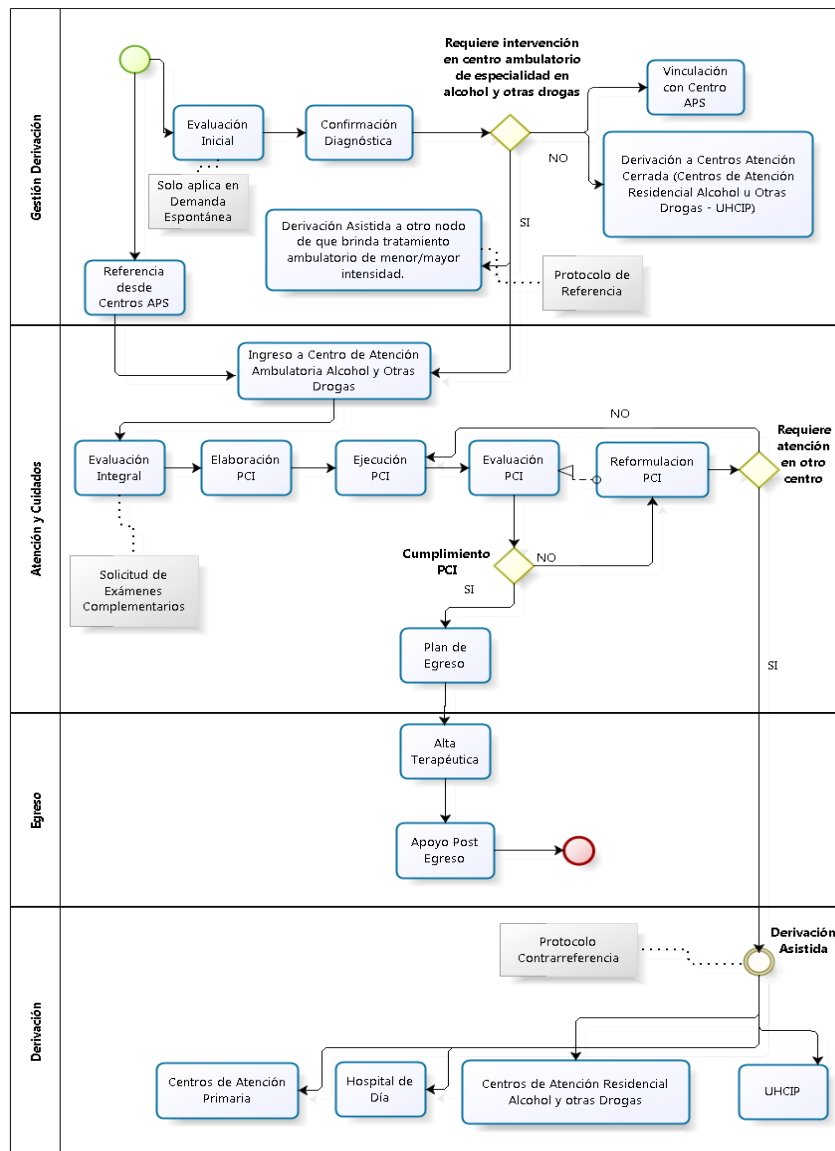 Gestión Derivación
Requiere intervención
en centro ambulatorio
de especialidad en
alcohol y otras drogas
Vinculación
con Centro
APS
Evaluación
Inicial
Confirmación
Diagnóstica
NO
Derivación a Centros Atención
Cerrada (Centros de Atención
Residencial Alcohol u Otras
Drogas - UHCIP)
Solo aplica en
Demanda
Espontánea
SI
Derivación Asistida a otro nodo
de que brinda tratamiento
ambulatorio de menor/mayor
intensidad.
Referencia
desde
Centros APS
Protocolo de
Referencia
Atención y Cuidados
Ingreso a Centro de Atención
Ambulatoria Alcohol y Otras
Drogas
NO
Requiere
atención
en otro
centro
Evaluación
Integral
Elaboración
PCI
Ejecución
PCI
Evaluación
PCI
Reformulacion
PCI
Cumplimiento
PCI
NO
SI
Solicitud de
Exámenes
Complementarios
Plan de
Egreso
SI
Egreso
Alta
Terapéutica
Apoyo Post
Egreso
Derivación
Protocolo
Contrarreferencia
Derivación
Asistida
Centros de Atención
Primaria
Hospital de
Día
Centros de Atención Residencial
Alcohol y otras Drogas
UHCIP